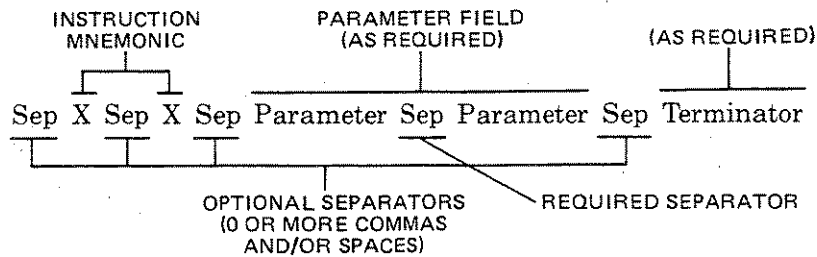 INSTRUCTION
MNEMONIC
PARAMETER FIELD
(AS REQUIRED)
(AS REQUIRED)
Sep X Sep X Sep Parameter Sep Parameter Sep Terminator
OPTIONAL SEPARATORS
(0 OR MORE COMMAS
AND/OR SPACES)
REQUIRED SEPARATOR